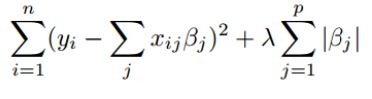 $$\sum_{i=1}^{n}(y_i - \sum_{j} x_{ij}\beta_j)^2 + \lambda \sum_{j=1}^{p} |\beta_j|$$